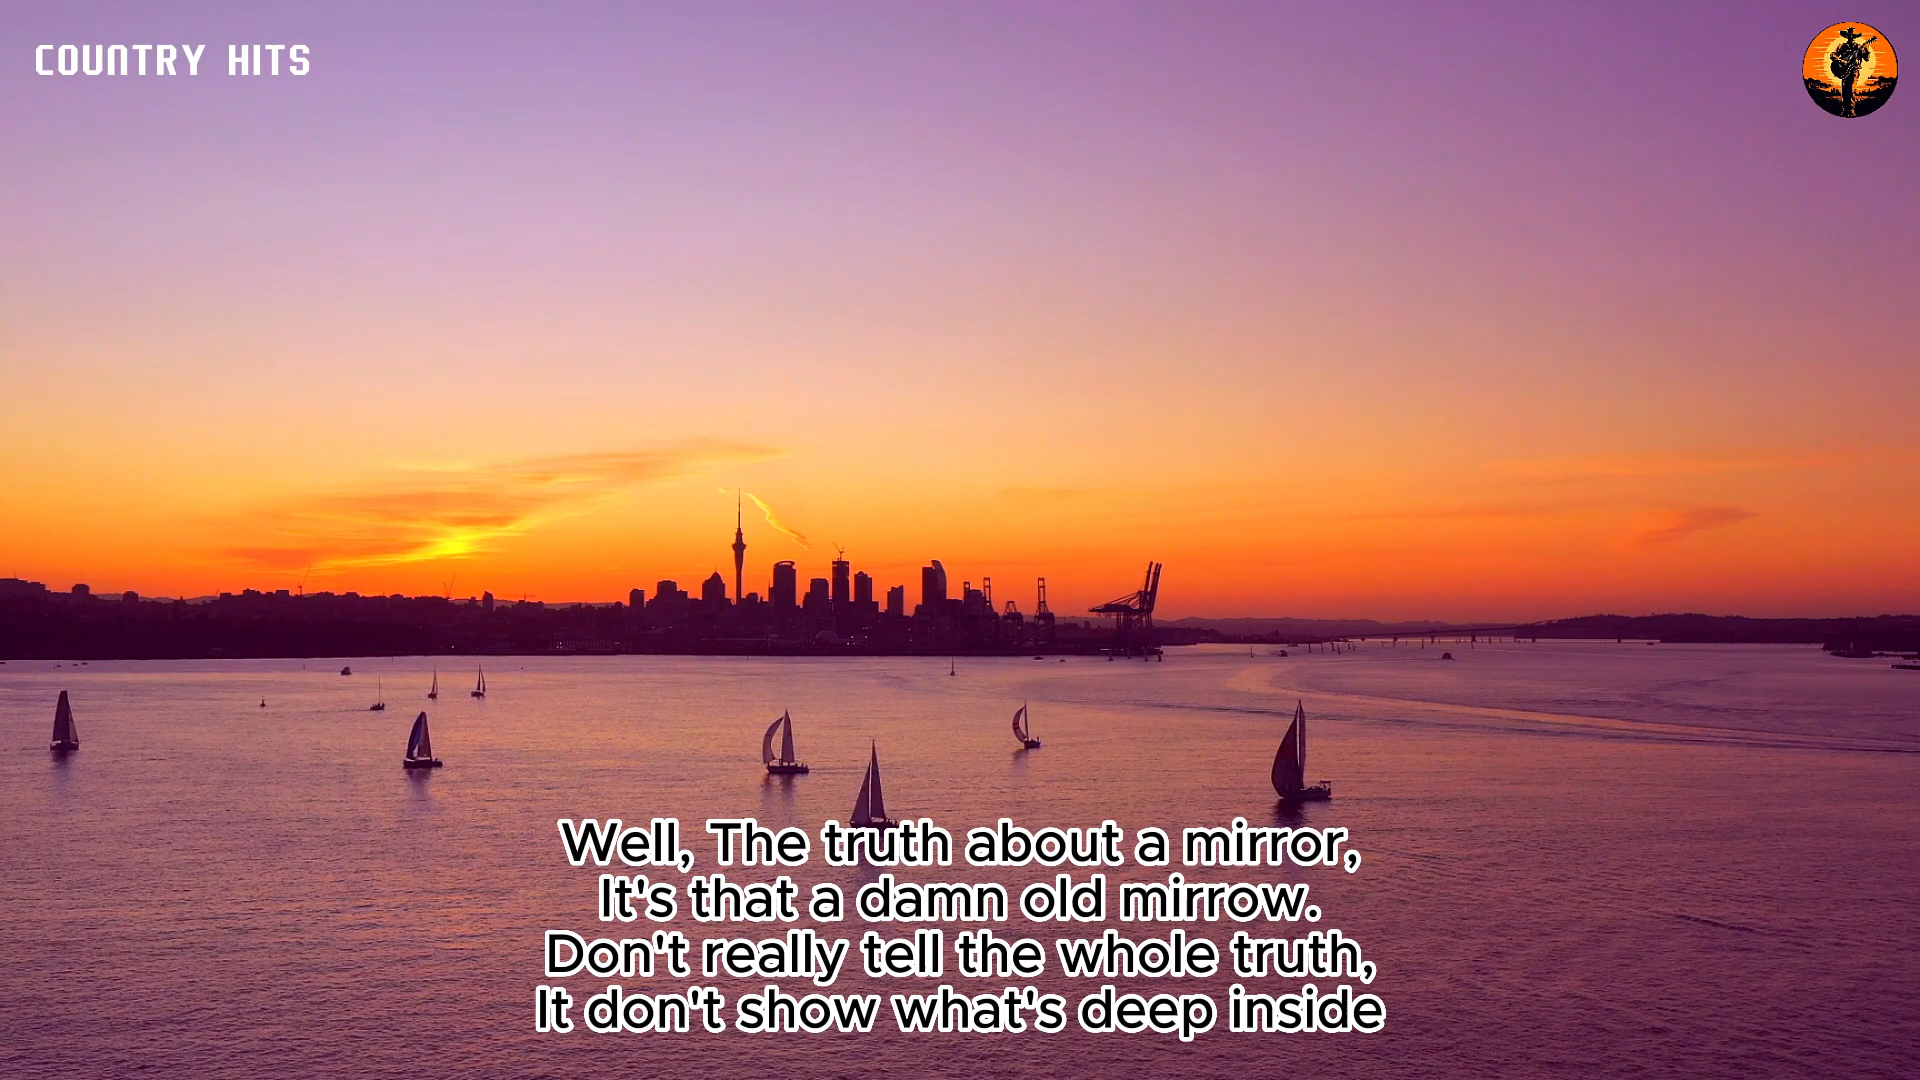 COUNTRY HITS
Well, The truth about a mirror,
It's that a damn old mirrow.
Don't really tell the whole truth,
It don't show what's deep inside